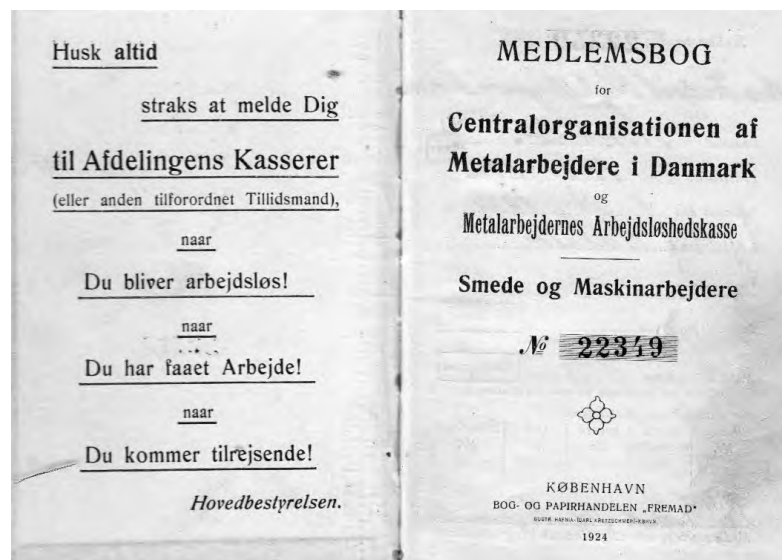 Husk altid
straks at melde Dig
til Afdelingens Kasserer
(eller anden tilforordnet Tillidsmand),
naar
Du bliver arbejdsløs!
naar
Du har faaet Arbejde!
naar
Du kommer tilrejsende!
Hovedbestyrelsen.
MEDLEMSBOG
for
Centralorganisationen af
Metalarbejdere i Danmark
og
Metalarbejdernes Arbejdsløshedskasse
Smede og Maskinarbejdere
№ 22349
KØBENHAVN
BOG- OG PAPIRHANDELEN „FREMAD“
1924